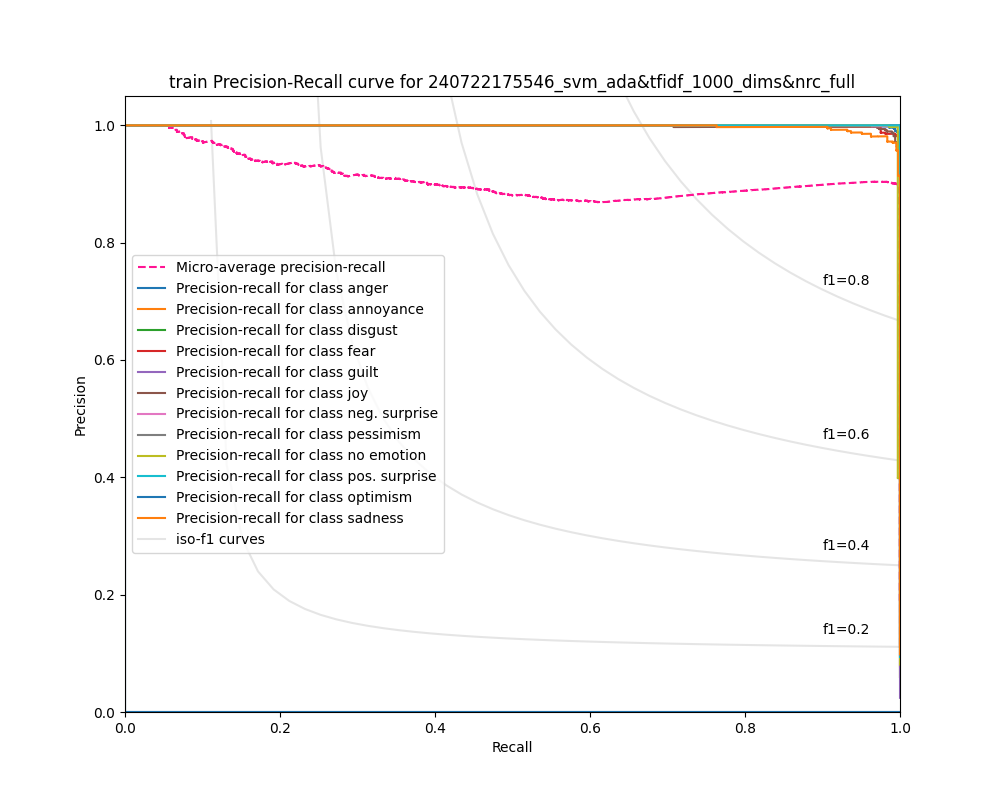 train Precision-Recall curve for 240722175546_svm_ada&tfidf_1000_dims&nrc_full
1.0
0.8
0.6
0.4
0.2
0.0
Precision
Micro-average precision-recall
Precision-recall for class anger
Precision-recall for class annoyance
Precision-recall for class disgust
Precision-recall for class fear
Precision-recall for class guilt
Precision-recall for class joy
Precision-recall for class neg. surprise
Precision-recall for class pessimism
Precision-recall for class no emotion
Precision-recall for class pos. surprise
Precision-recall for class optimism
Precision-recall for class sadness
iso-f1 curves
f1=0.8
f1=0.6
f1=0.4
f1=0.2
0.0 0.2 0.4 0.6 0.8 1.0
Recall